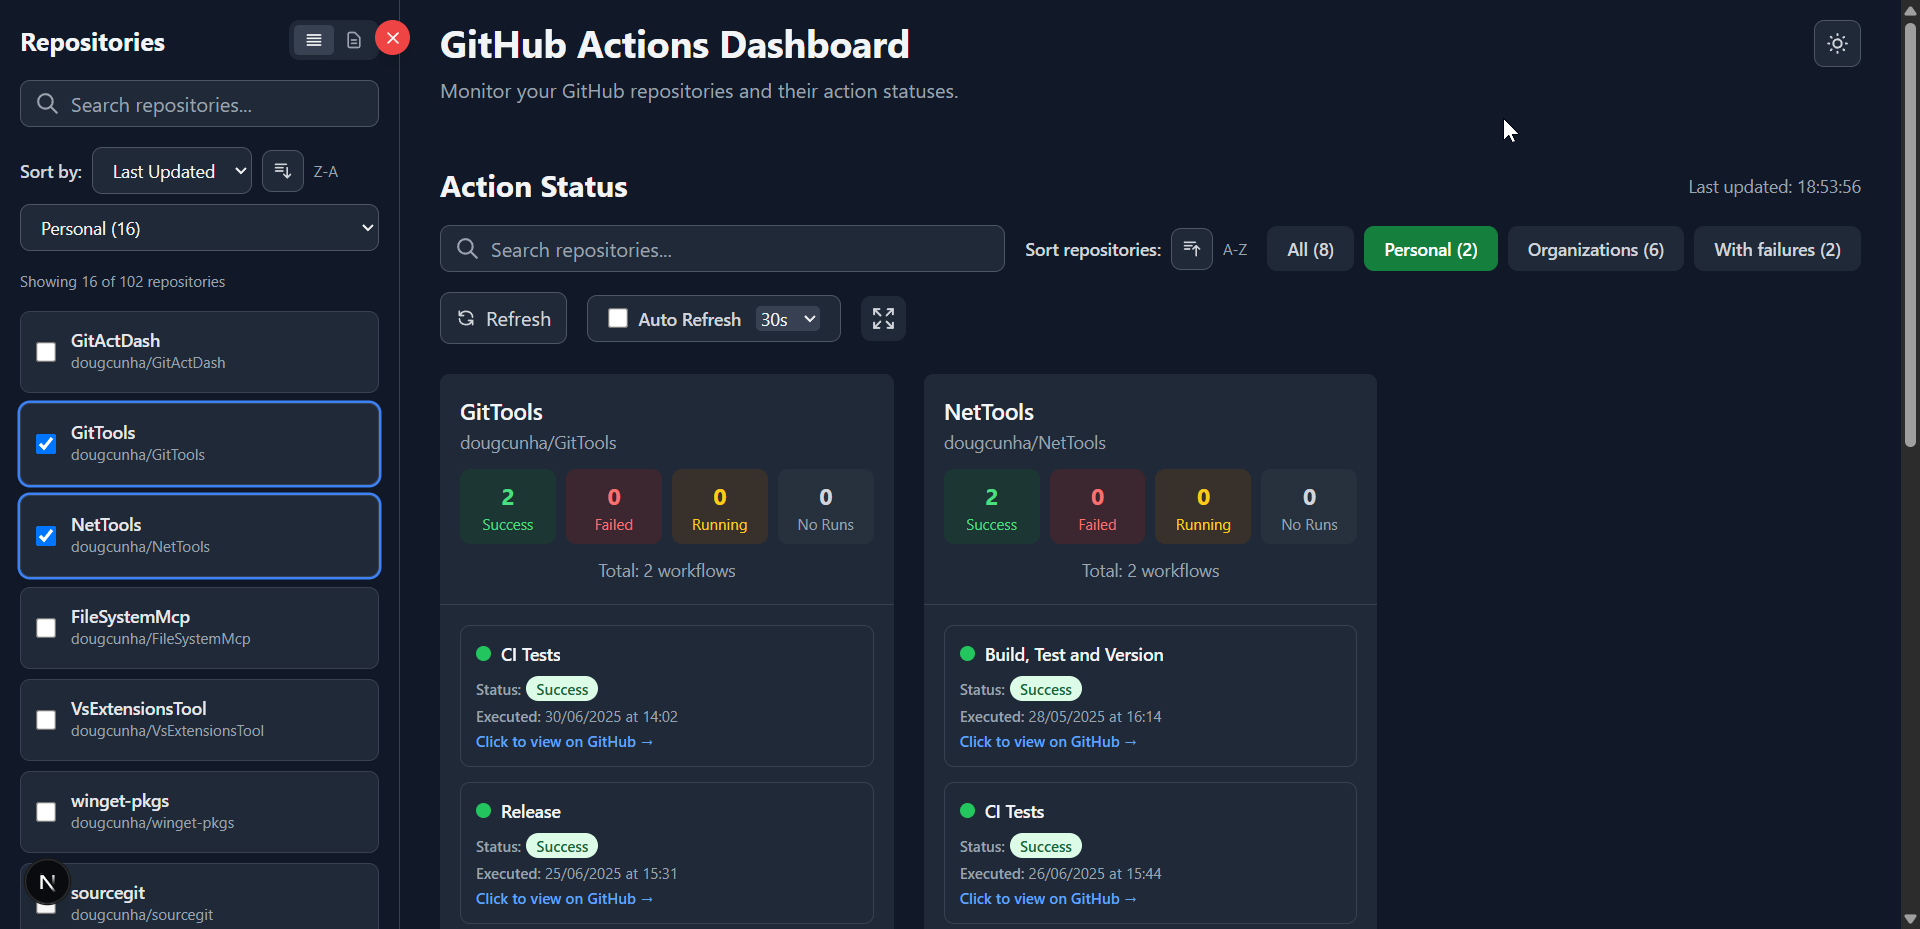 Repositories
Search repositories...
Sort by:
Last Updated
Z-A
Personal (16)
Showing 16 of 102 repositories
GitActDash
dougcunha/GitActDash
GitTools
dougcunha/GitTools
NetTools
dougcunha/NetTools
FileSystemMcp
dougcunha/FileSystemMcp
VsExtensionsTool
dougcunha/VsExtensionsTool
winget-pkgs
dougcunha/winget-pkgs
N
sourcegit
dougcunha/sourcegit
GitHub Actions Dashboard
Monitor your GitHub repositories and their action statuses.
Action Status
Last updated: 18:53:56
Search repositories...
Sort repositories:
A-Z
All (8)
Personal (2)
Organizations (6)
With failures (2)
Refresh
Auto Refresh
30s
GitTools
dougcunha/GitTools
2
Success
0
Failed
0
Running
0
No Runs
Total: 2 workflows
CI Tests
Status: Success
Executed: 30/06/2025 at 14:02
Click to view on GitHub →
Release
Status: Success
Executed: 25/06/2025 at 15:31
Click to view on GitHub →
NetTools
dougcunha/NetTools
2
Success
0
Failed
0
Running
0
No Runs
Total: 2 workflows
Build, Test and Version
Status: Success
Executed: 28/05/2025 at 16:14
Click to view on GitHub →
CI Tests
Status: Success
Executed: 26/06/2025 at 15:44
Click to view on GitHub →